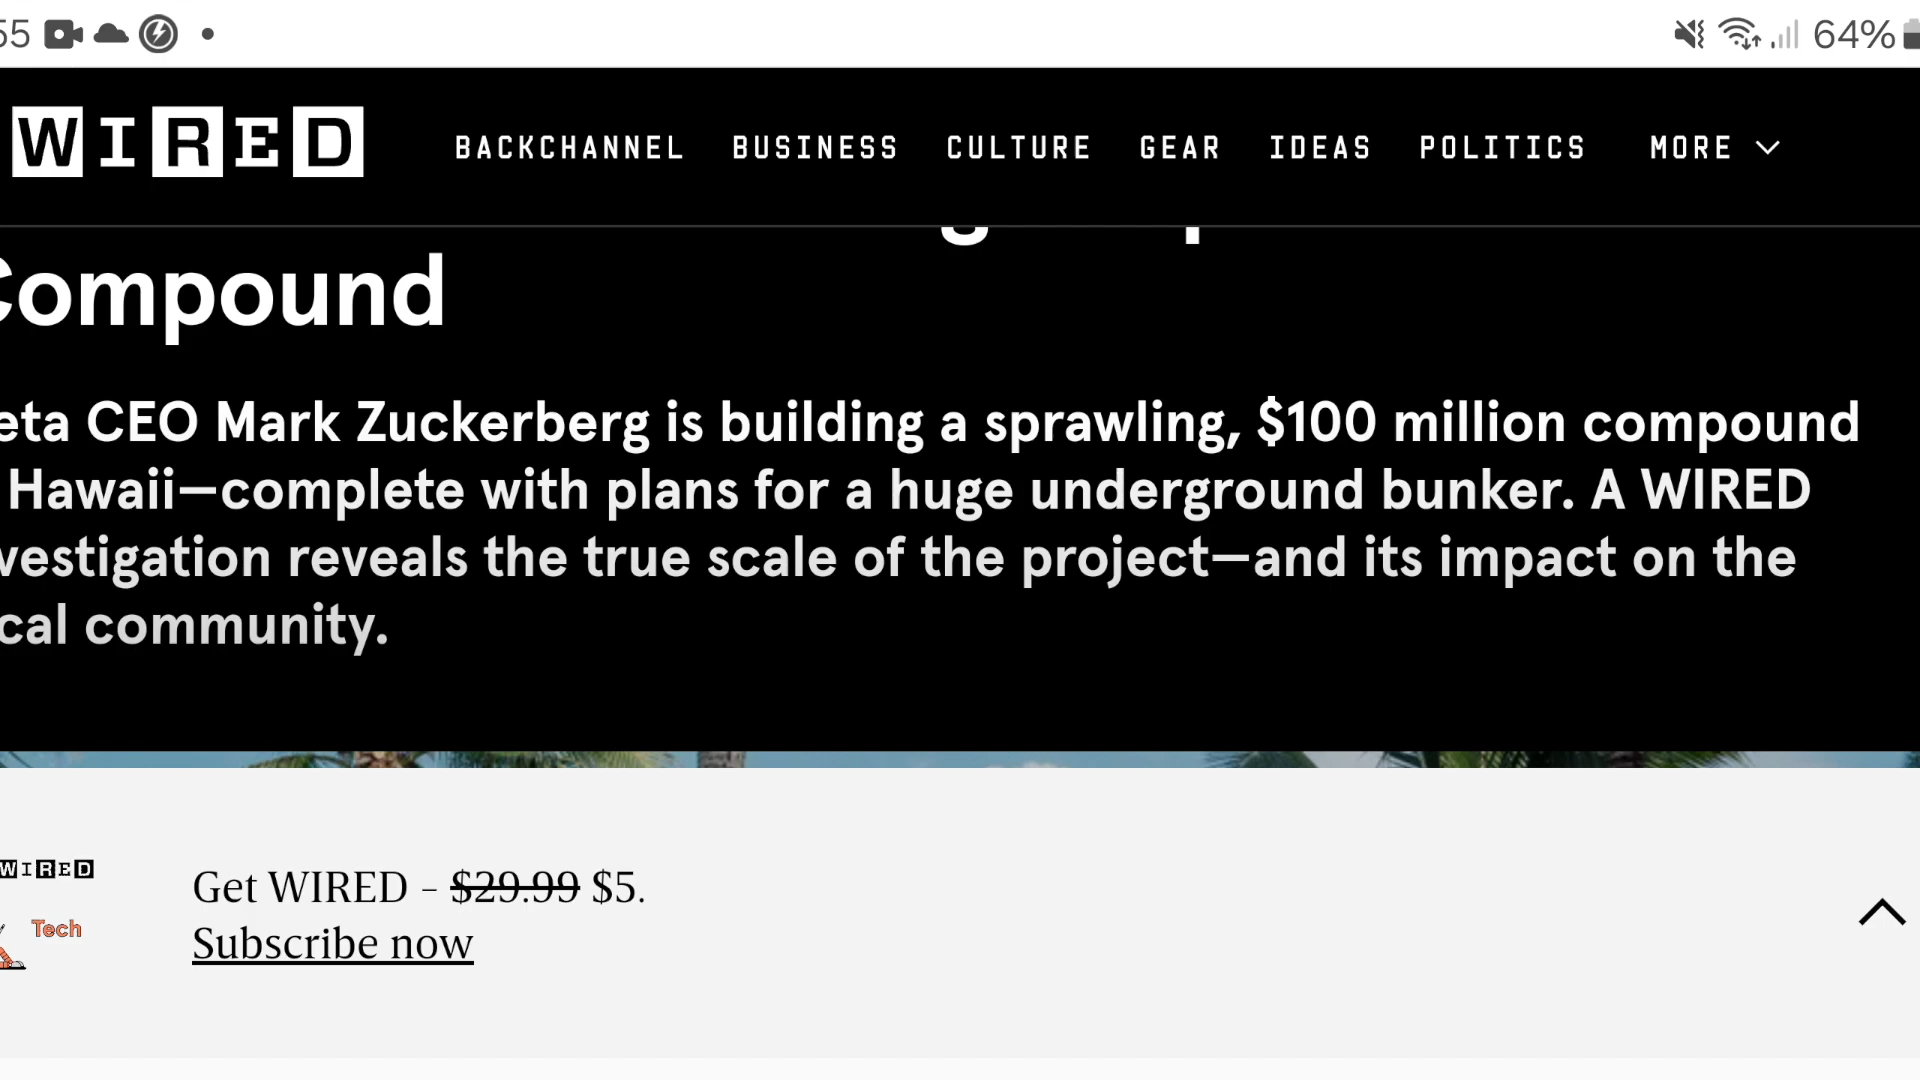 55
64%
WIRED
BACKCHANNEL BUSINESS CULTURE GEAR IDEAS POLITICS MORE
Compound
eta CEO Mark Zuckerberg is building a sprawling, $100 million compound
Hawaii—complete with plans for a huge underground bunker. A WIRED
vestigation reveals the true scale of the project—and its impact on the
cal community.
WIRED
Tech
Get WIRED - $29.99 $5.
Subscribe now